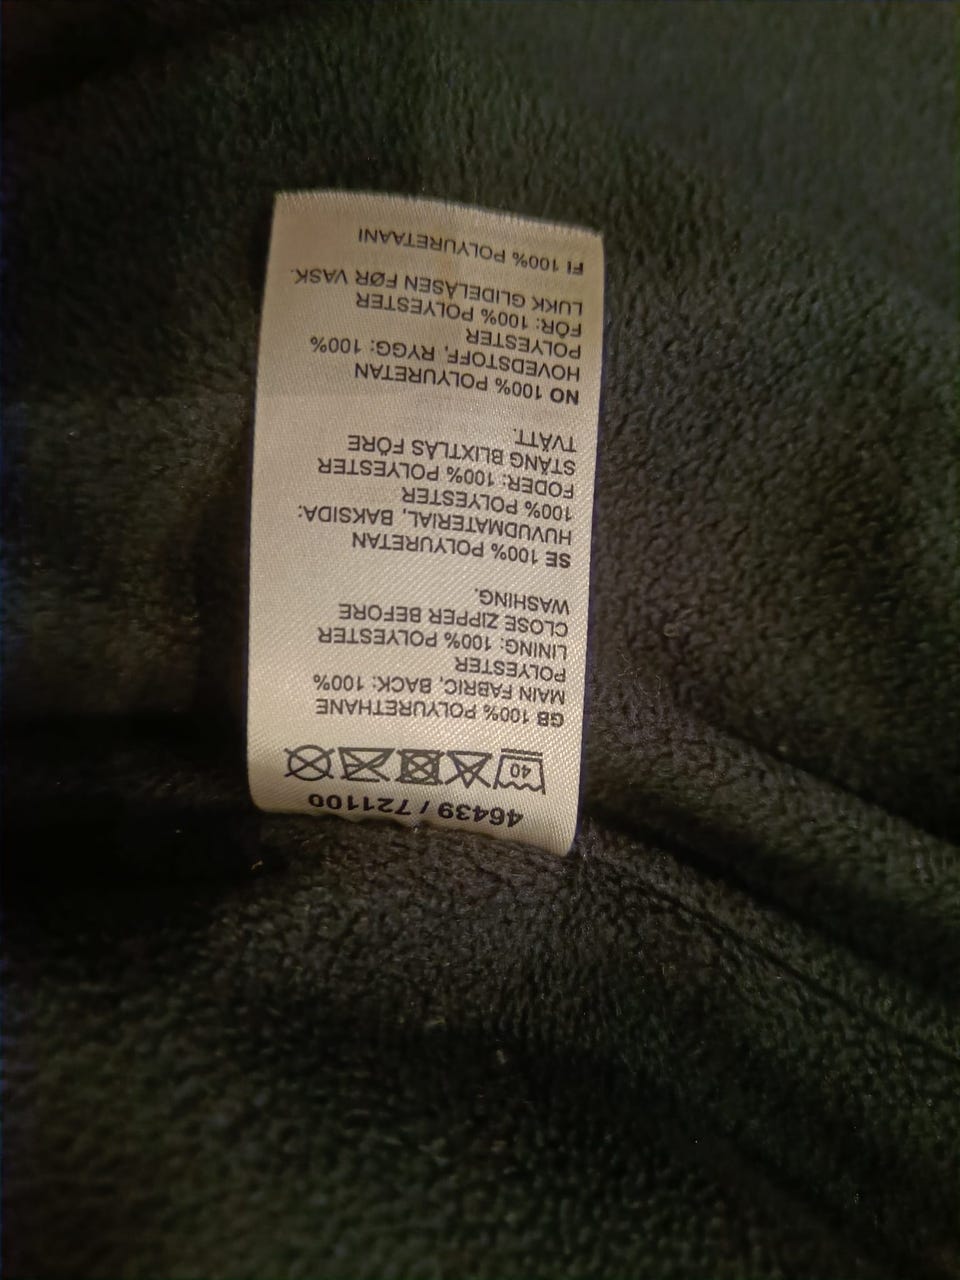 46439 / 721100
40
GB 100% POLYURETHANE
MAIN FABRIC, BACK: 100%
POLYESTER
LINING: 100% POLYESTER
CLOSE ZIPPER BEFORE
WASHING.
SE 100% POLYURETAN
HUVUDMATERIAL, BAKSIDA:
100% POLYESTER
FODER: 100% POLYESTER
STÄNG BLIXTLÅS FÖRE
TVÄTT.
NO 100% POLYURETAN
HOVEDSTOFF, RYGG: 100%
POLYESTER
FÖR: 100% POLYESTER
LUKK GLIDELÅSEN FØR VASK.
FI 100% POLYURETAANI